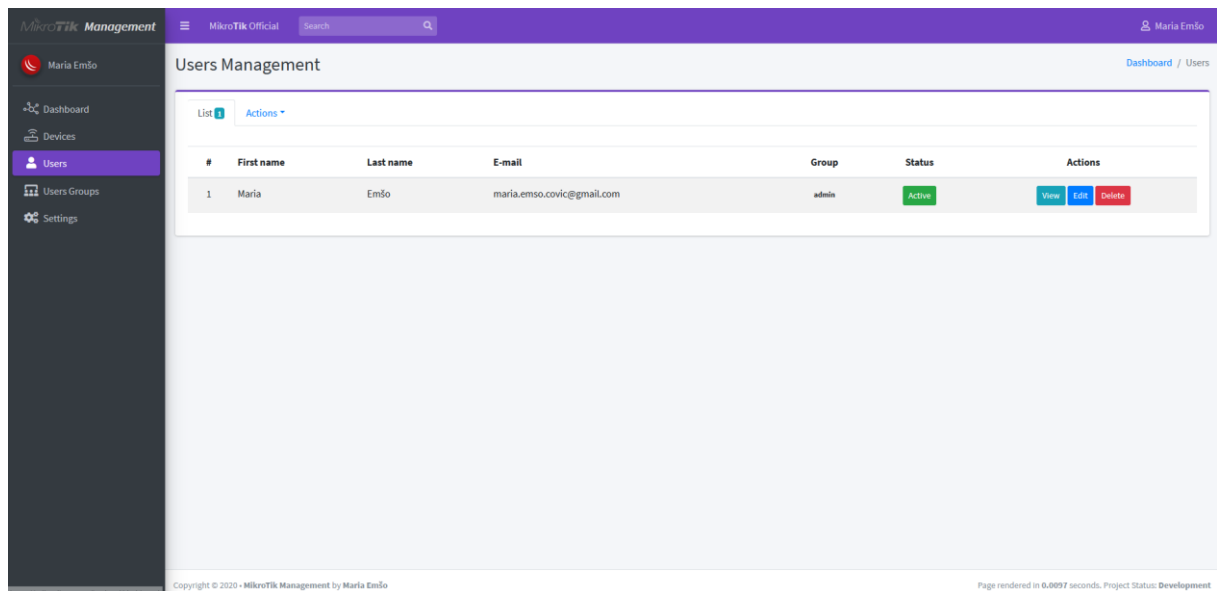 MikroTik Management
MikroTik Official
Search
Maria Emšo
Maria Emšo
Dashboard
Devices
Users
Users Groups
Settings
Users Management
Dashboard / Users
List 1
Actions
# First name Last name E-mail Group Status Actions
1 Maria Emšo maria.emso.covic@gmail.com admin Active View Edit Delete
Copyright © 2020 - MikroTik Management by Maria Emšo
Page rendered in 0.0097 seconds. Project Status: Development